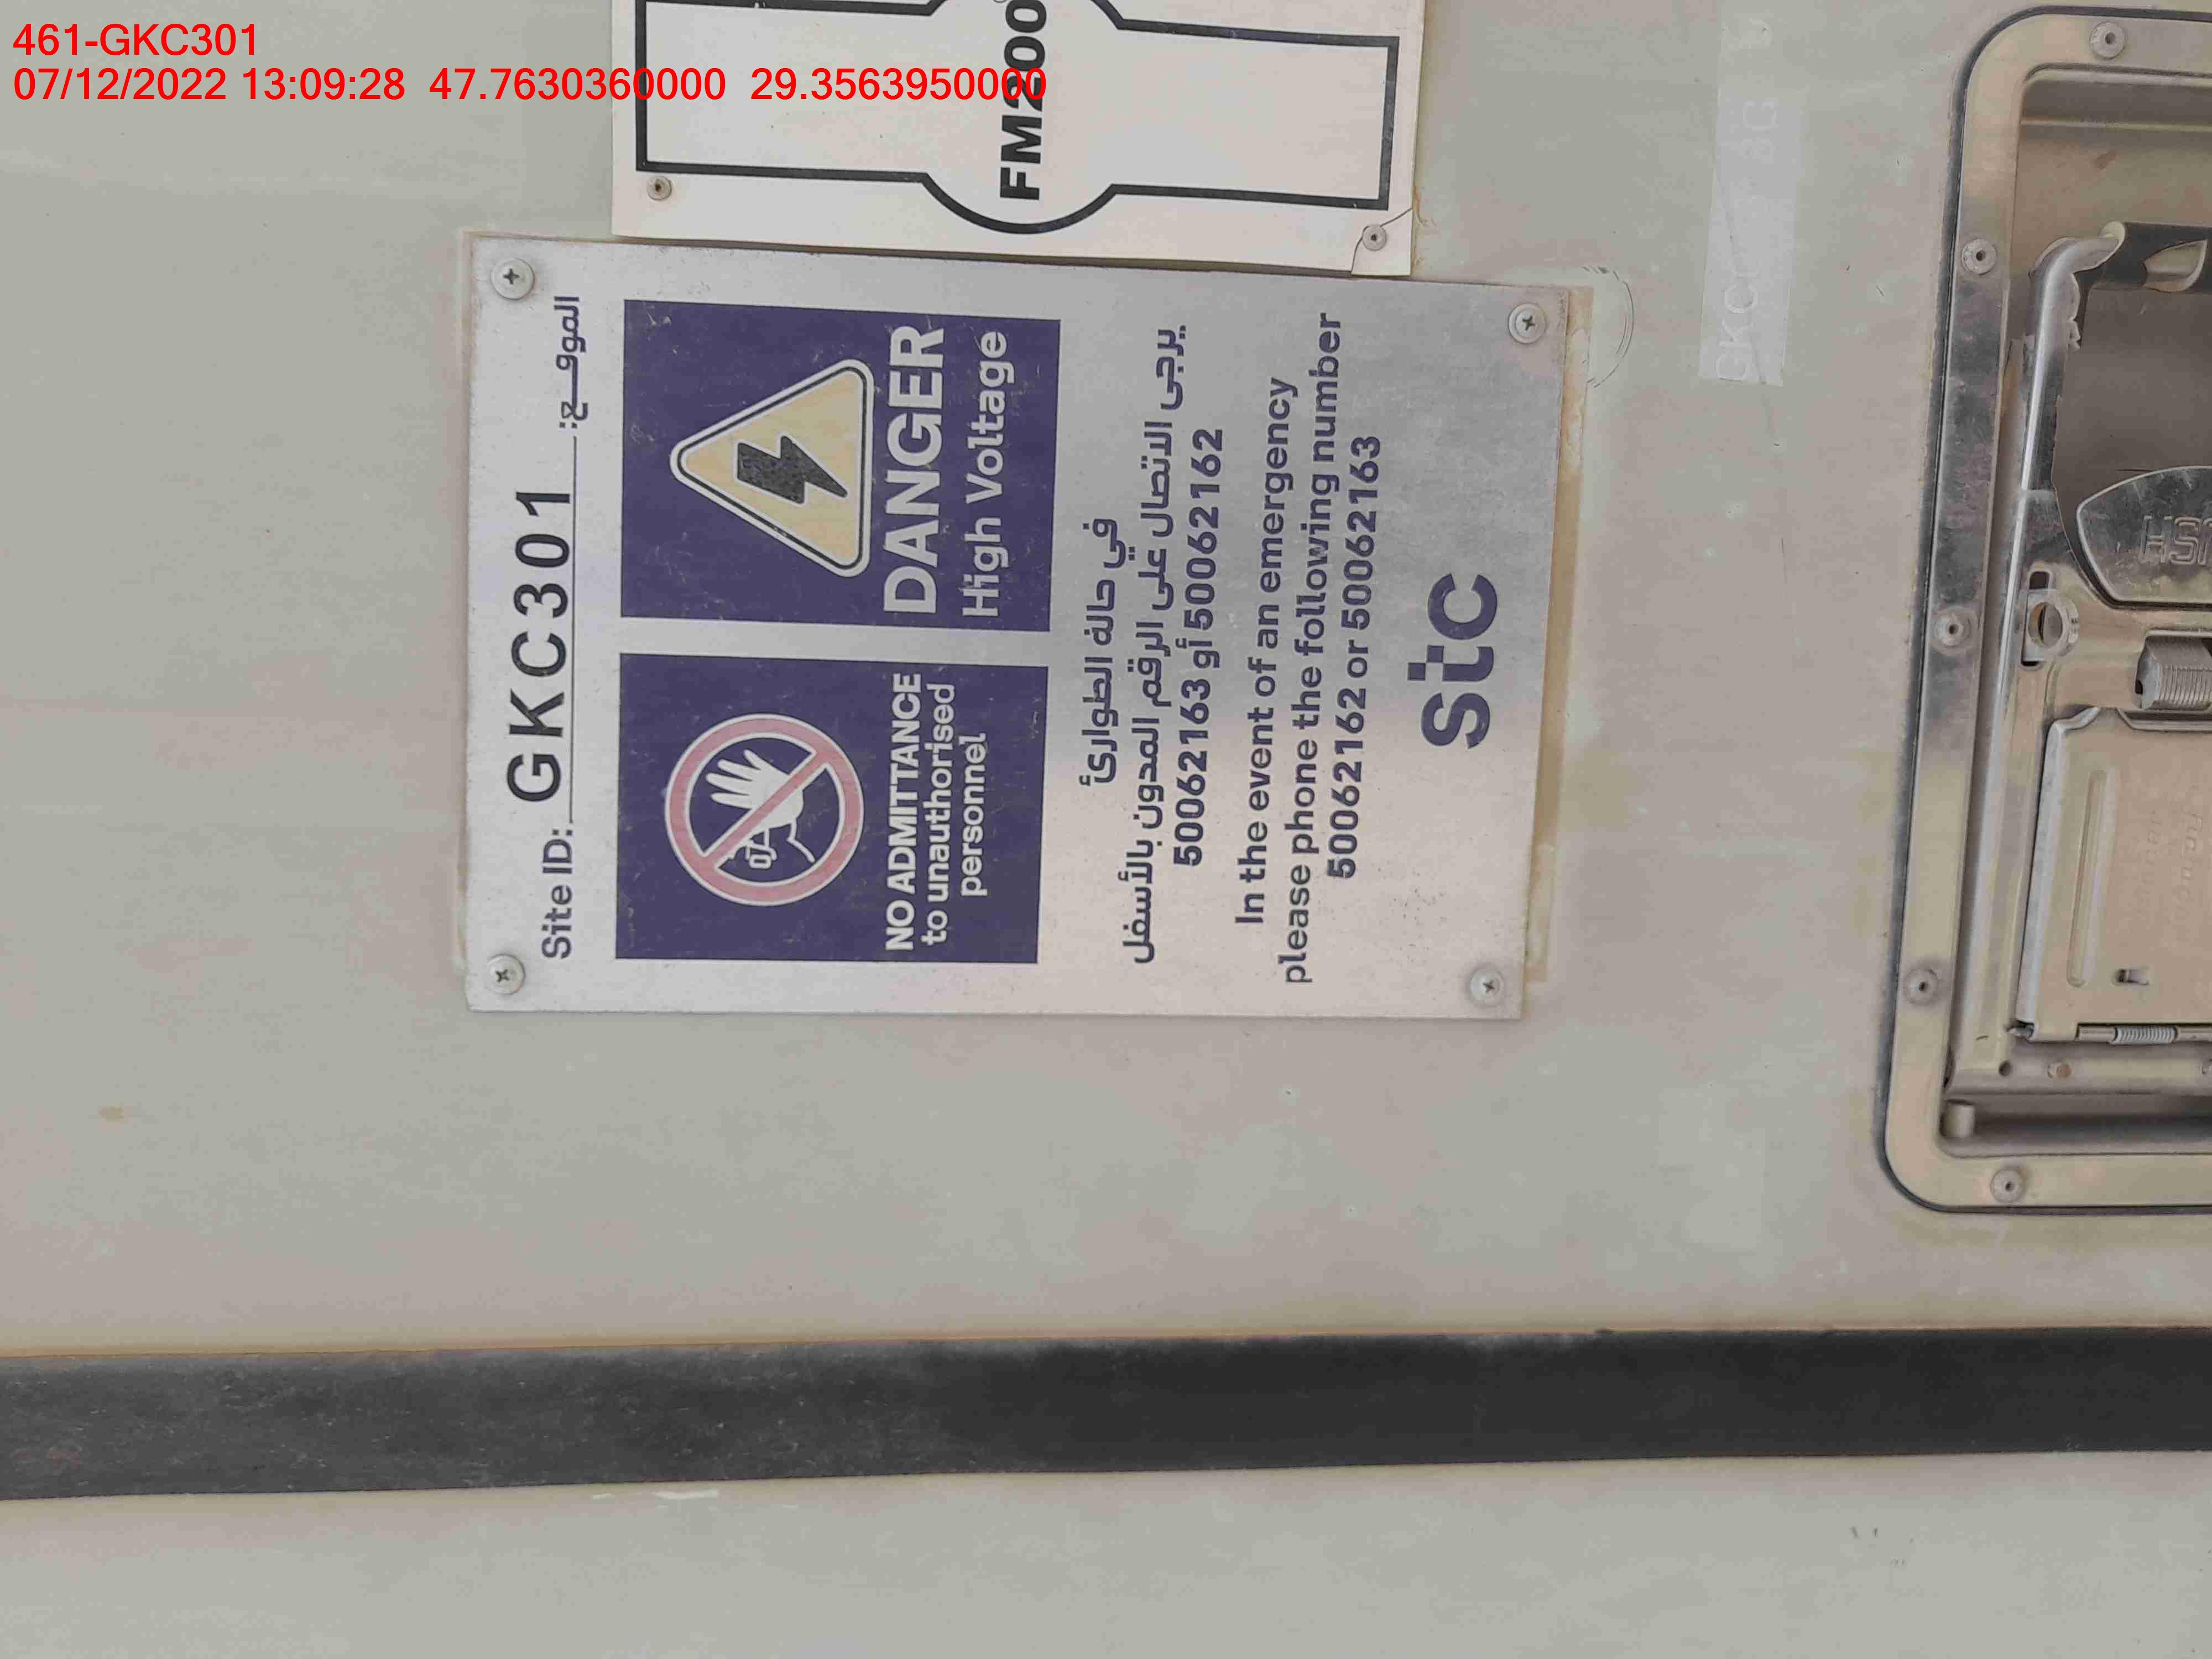 461-GKC301
07/12/2022 13:09:28 47.7630360000 29.3563950000
FM200
Site ID: GKC301 الموقع:
NO ADMITTANCE
to unauthorised
personnel
DANGER
High Voltage
في حالة الطوارئ
يرجى الاتصال على الرقم المدون بالأسفل
50062163 أو 50062162
In the event of an emergency
please phone the following number
50062162 or 50062163
stc